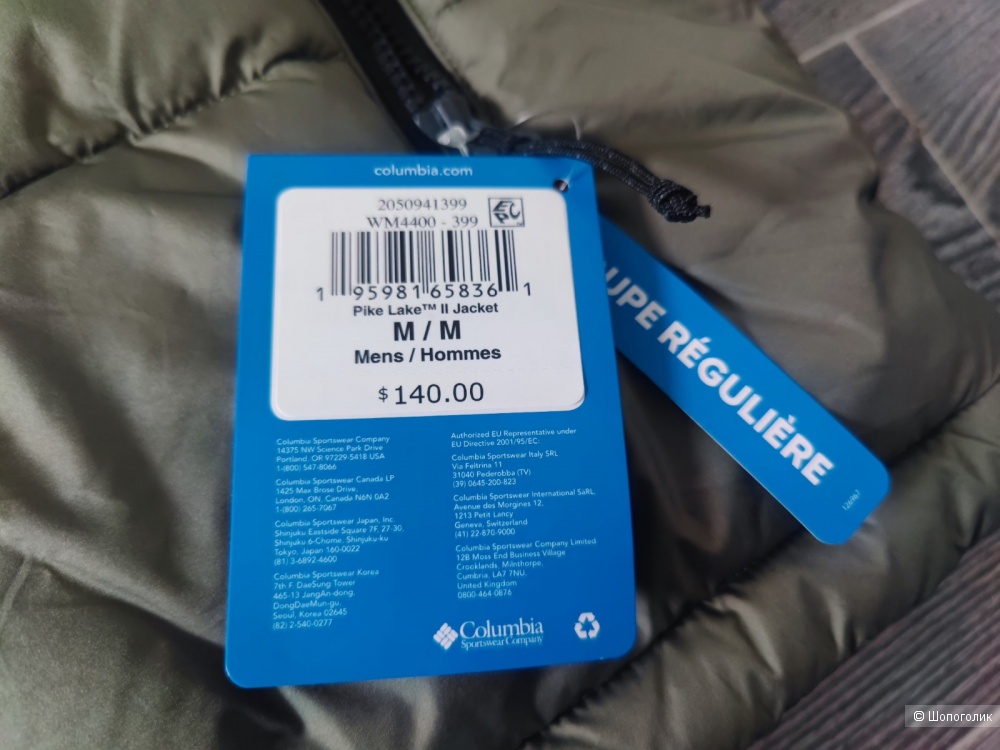 columbia.com
2050941399
WM4400 - 399
EPC
1 95981 65836 1
Pike Lake™ II Jacket
M / M
Mens / Hommes
$140.00
Columbia Sportswear Company
14375 NW Science Park Drive
Portland, OR 97229-5418 USA
1-(800) 547-8066
Columbia Sportswear Canada LP
1425 Max Brose Drive,
London, ON, Canada N6N 0A2
1-(800) 265-7067
Columbia Sportswear Japan, Inc.
Shinjuku Eastside Square 7F, 27-30,
Shinjuku 6-Chome, Shinjuku-ku
Tokyo, Japan 160-0022
(81) 3-6892-4600
Columbia Sportswear Korea
7th F. DaeSung Tower
465-13 JangAn-dong,
DongDaeMun-gu,
Seoul, Korea 02645
(82) 2-540-0277
Authorized EU Representative under
EU Directive 2001/95/EC:
Columbia Sportswear Italy SRL
Via Feltrina 11
31040 Pederobba (TV)
(39) 0645-200-823
Columbia Sportswear International SaRL
Avenue des Morgines 12,
1213 Petit Lancy
Geneva, Switzerland
(41) 22-870-9000
Columbia Sportswear Company Limited
12B Moss End Business Village
Crooklands, Milnthorpe,
Cumbria, LA7 7NU,
United Kingdom
0800-464 0876
Columbia
Sportswear Company
UPE RÉGULIÈRE
126967
© Шопоголик